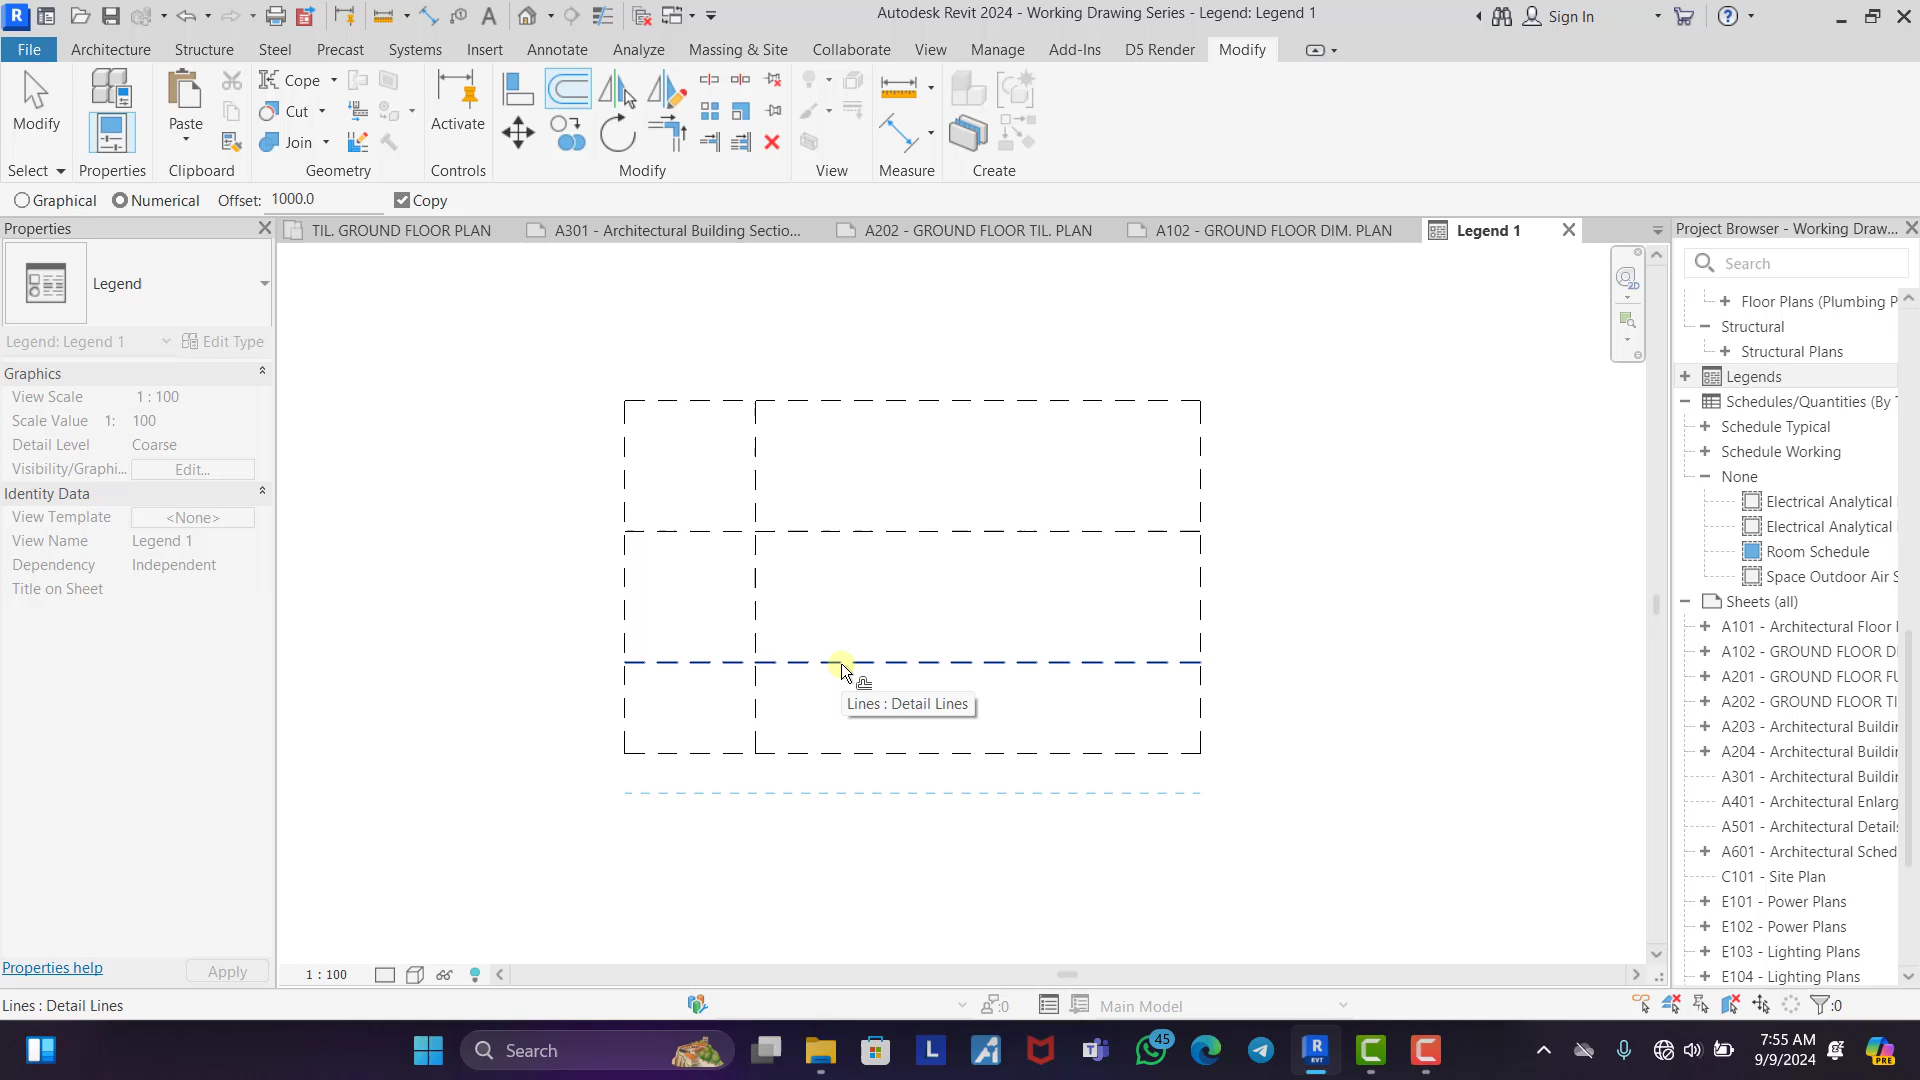 Autodesk Revit 2024 - Working Drawing Series - Legend: Legend 1
Sign In
File
Architecture
Structure
Steel
Precast
Systems
Insert
Annotate
Analyze
Massing & Site
Collaborate
View
Manage
Add-Ins
D5 Render
Modify
Modify
Paste
Cope
Cut
Join
Activate
Select
Properties
Clipboard
Geometry
Controls
Modify
View
Measure
Create
Graphical
Numerical
Offset:
1000.0
Copy
Properties
TIL. GROUND FLOOR PLAN
A301 - Architectural Building Sectio...
A202 - GROUND FLOOR TIL. PLAN
A102 - GROUND FLOOR DIM. PLAN
Legend 1
Project Browser - Working Draw...
Legend
Legend: Legend 1
Edit Type
Graphics
View Scale
1 : 100
Scale Value 1:
100
Detail Level
Coarse
Visibility/Graphi...
Edit...
Identity Data
View Template
<None>
View Name
Legend 1
Dependency
Independent
Title on Sheet
Properties help
Apply
2D
Lines : Detail Lines
1 : 100
Search
Floor Plans (Plumbing P
Structural
Structural Plans
Legends
Schedules/Quantities (By T
Schedule Typical
Schedule Working
None
Electrical Analytical
Electrical Analytical
Room Schedule
Space Outdoor Air S
Sheets (all)
A101 - Architectural Floor
A102 - GROUND FLOOR D
A201 - GROUND FLOOR FU
A202 - GROUND FLOOR TI
A203 - Architectural Buildi
A204 - Architectural Buildi
A301 - Architectural Buildi
A401 - Architectural Enlarg
A501 - Architectural Details
A601 - Architectural Sched
C101 - Site Plan
E101 - Power Plans
E102 - Power Plans
E103 - Lighting Plans
E104 - Lighting Plans
Lines : Detail Lines
:0
Main Model
:0
Search
45
7:55 AM
9/9/2024
PRE